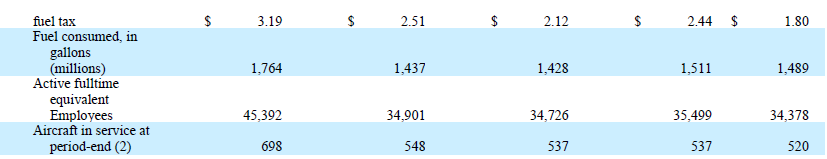 fuel tax $ 3.19 $ 2.51 $ 2.12 $ 2.44 $ 1.80
Fuel consumed, in
gallons
(millions) 1,764 1,437 1,428 1,511 1,489
Active fulltime
equivalent
Employees 45,392 34,901 34,726 35,499 34,378
Aircraft in service at
period-end (2) 698 548 537 537 520